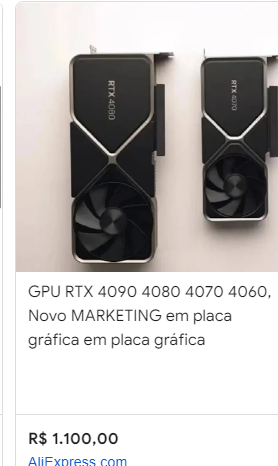 RTX 4080
RTX 4070
GPU RTX 4090 4080 4070 4060,
Novo MARKETING em placa
gráfica em placa gráfica
R$ 1.100,00
AliExpress.com